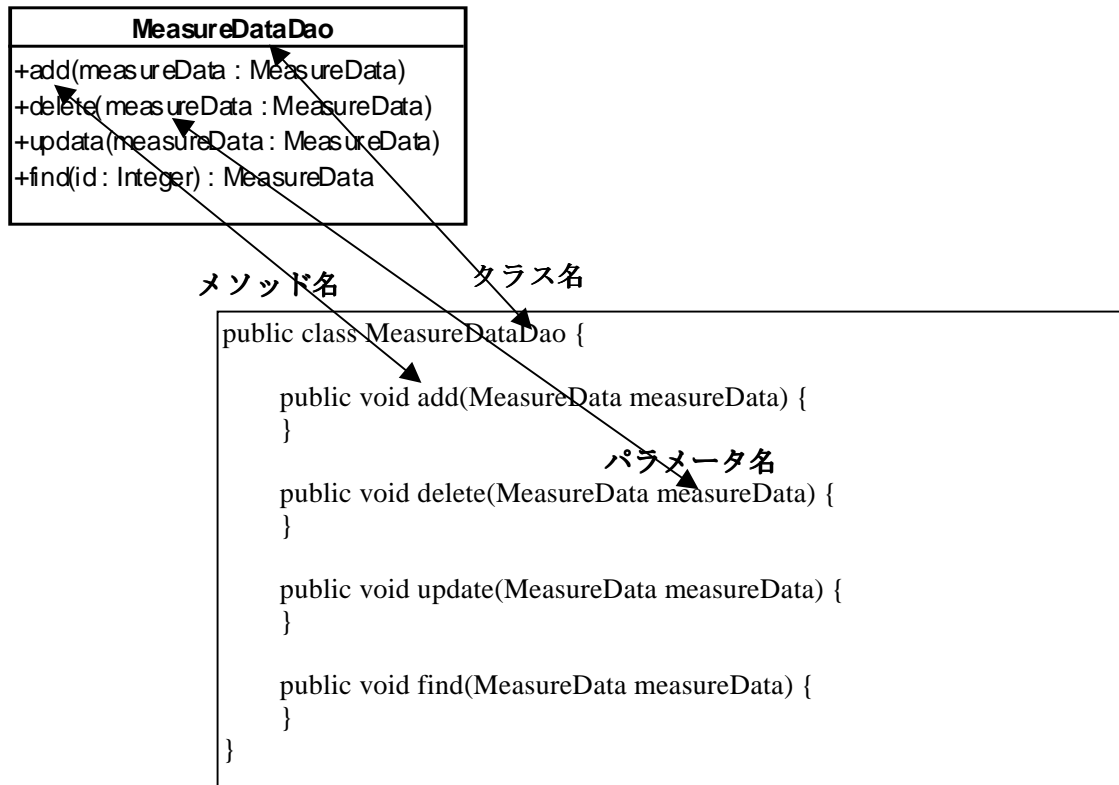 MeasureDataDao
+add(measureData : MeasureData)
+delete(measureData : MeasureData)
+updata(measureData : MeasureData)
+find(id : Integer) : MeasureData
メソッド名
クラス名
public class MeasureDataDao {
public void add(MeasureData measureData) {
}
パラメータ名
public void delete(MeasureData measureData) {
}
public void update(MeasureData measureData) {
}
public void find(MeasureData measureData) {
}
}